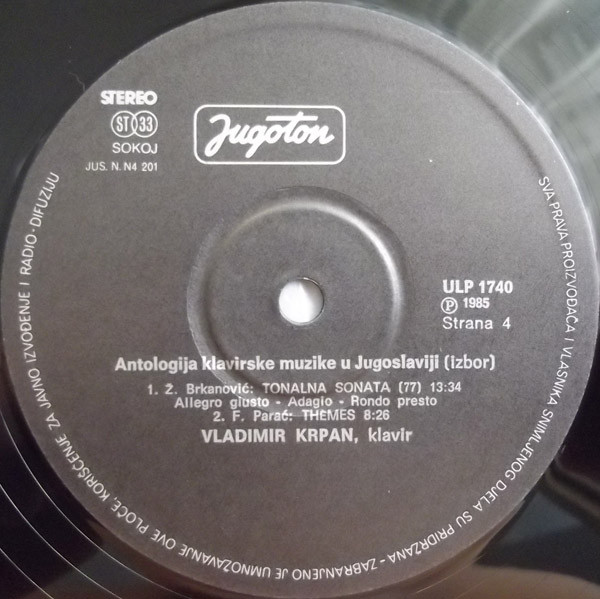 STEREO
ST 33
SOKOJ
JUS. N. N4 201
Jugoton
ULP 1740
Ⓟ 1985
Strana 4
Antologija klavirske muzike u Jugoslaviji (izbor)
1. Ž. Brkanović: TONALNA SONATA (77) 13:34
Allegro giusto - Adagio - Rondo presto
2. F. Parać: THEMES 8:26
VLADIMIR KRPAN, klavir
SVA PRAVA PROIZVOĐAČA I VLASNIKA SNIMLJENOG DJELA SU PRIDRŽANA - ZABRANJENO JE UMNOŽAVANJE OVE PLOČE, KORIŠĆENJE ZA JAVNO IZVOĐENJE I RADIO-DIFUZIJU